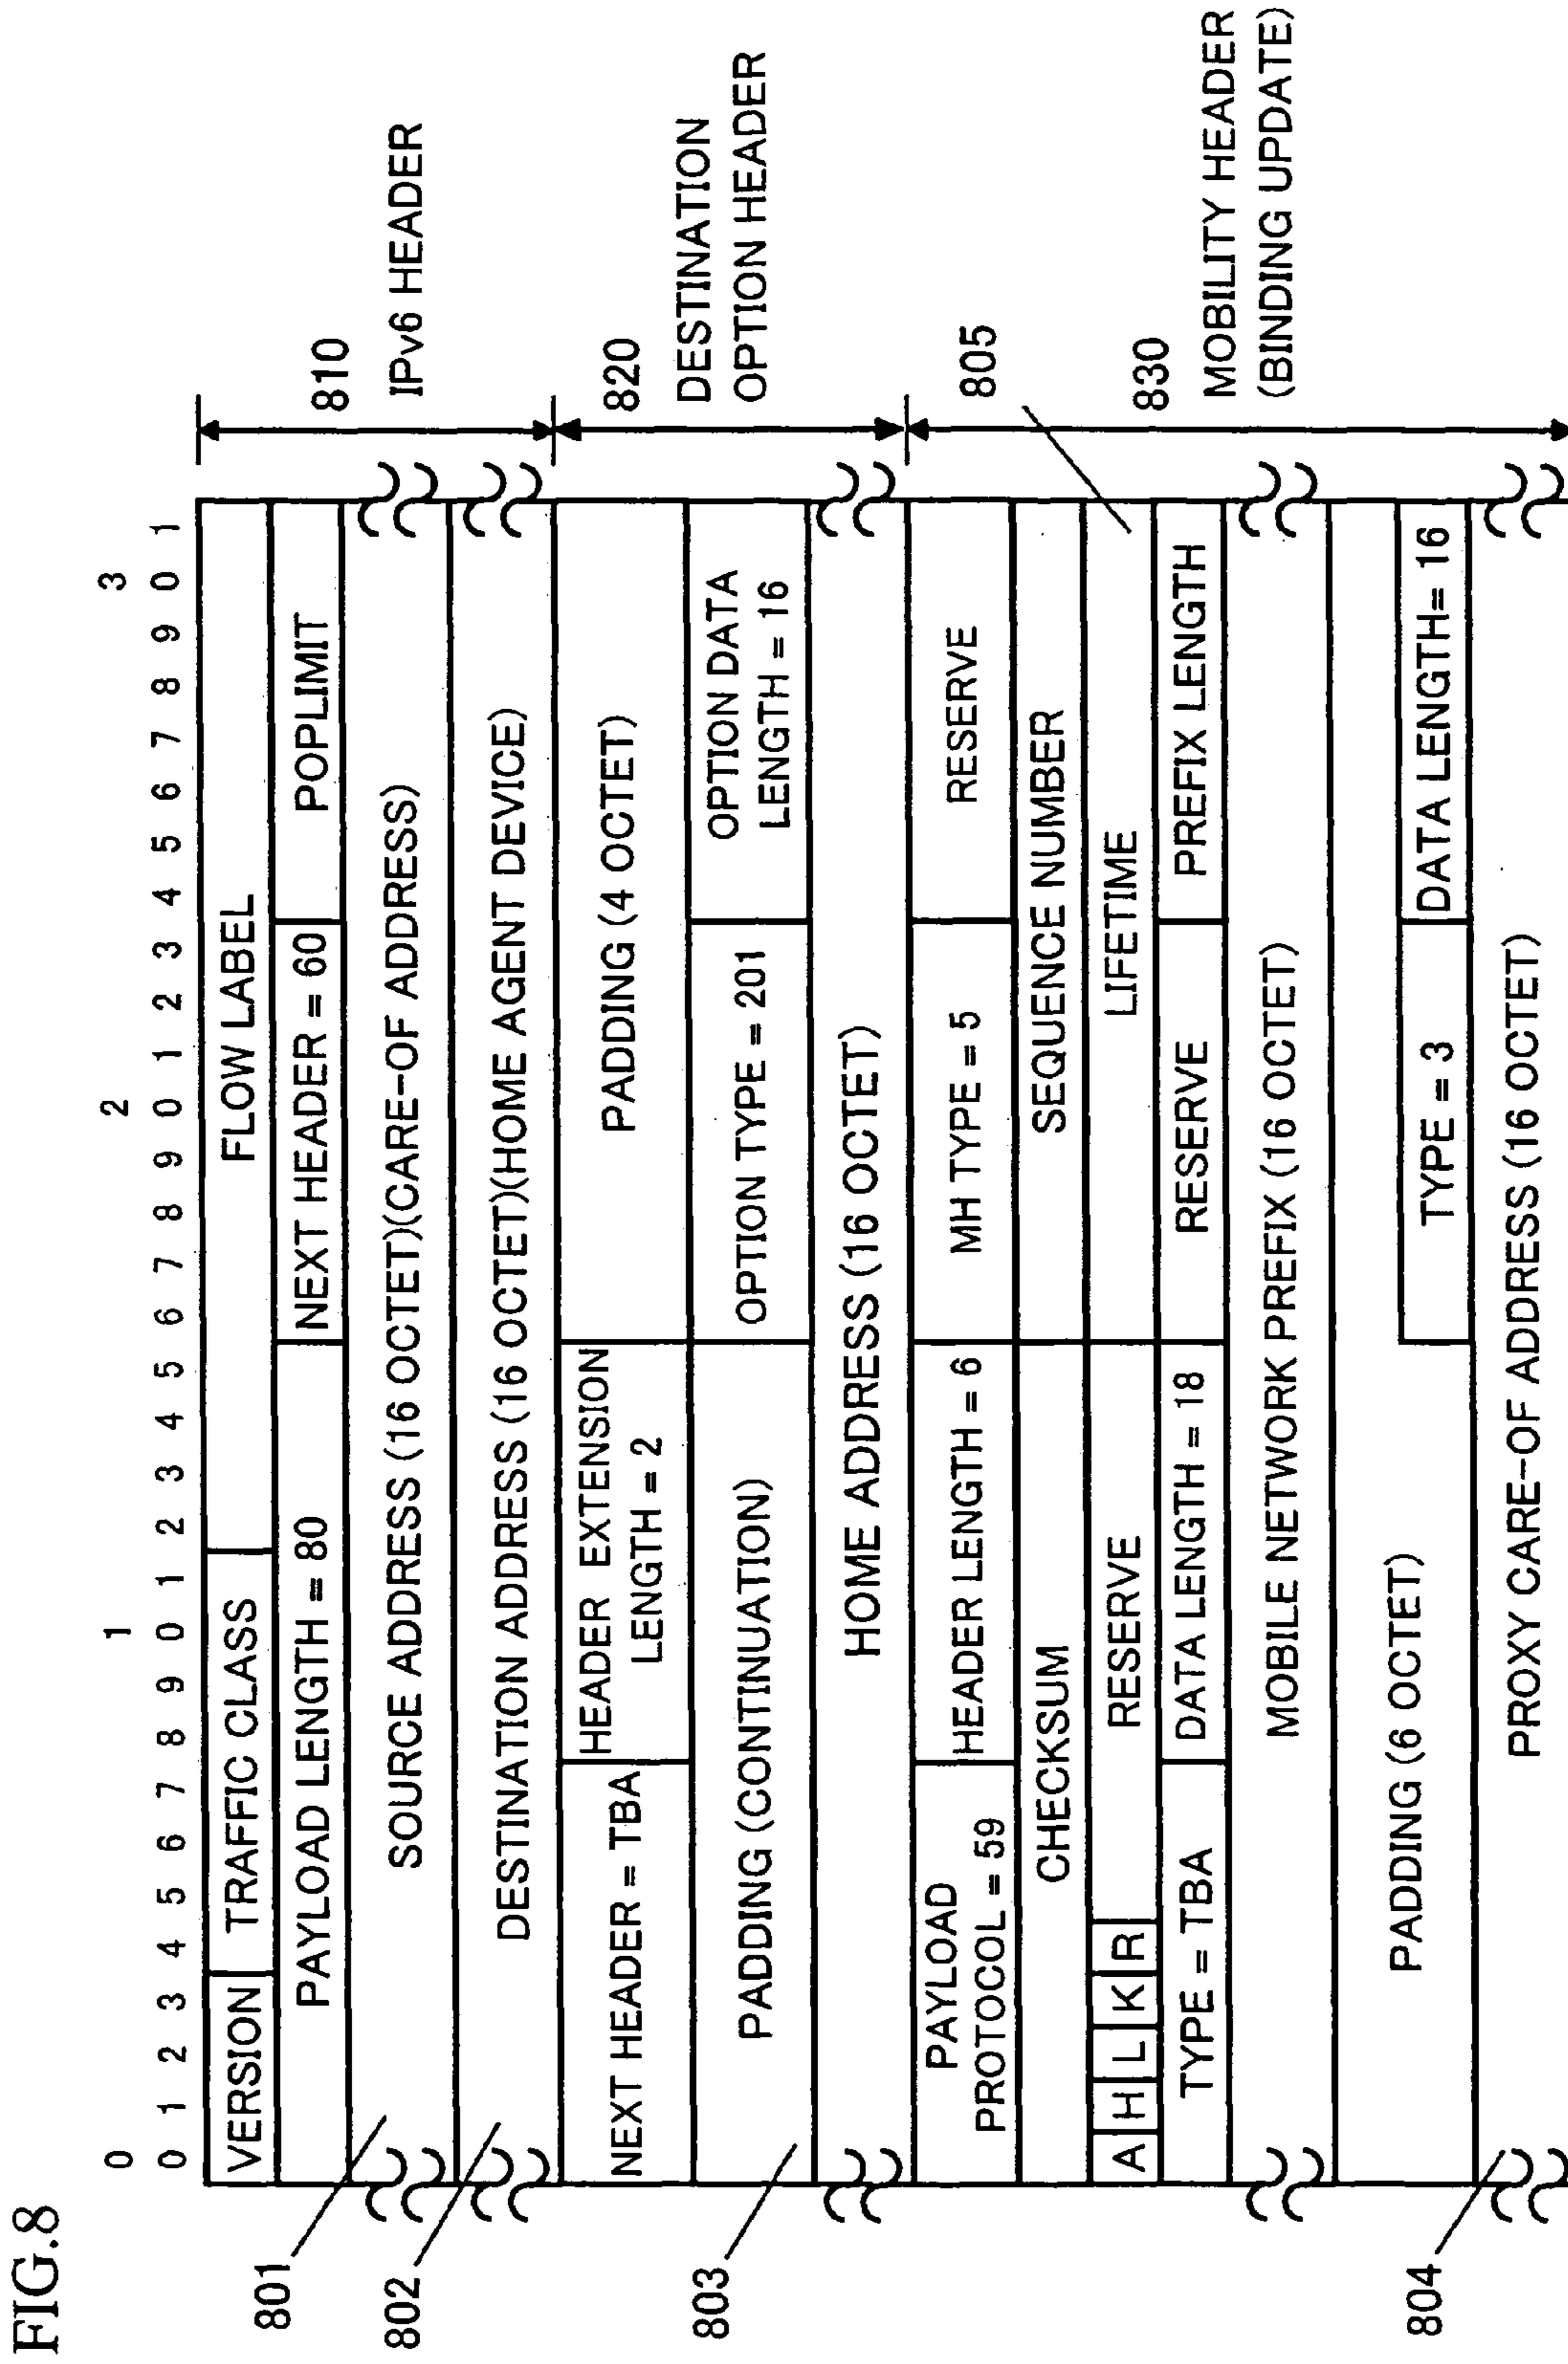 FIG.8
0 1 2 3
0 1 2 3 4 5 6 7 8 9 0 1 2 3 4 5 6 7 8 9 0 1 2 3 4 5 6 7 8 9 0 1
VERSION TRAFFIC CLASS FLOW LABEL
PAYLOAD LENGTH = 80 NEXT HEADER = 60 POPLIMIT
801
SOURCE ADDRESS (16 OCTET)(CARE-OF ADDRESS)
810
IPv6 HEADER
802
DESTINATION ADDRESS (16 OCTET)(HOME AGENT DEVICE)
NEXT HEADER = TBA
HEADER EXTENSION
LENGTH = 2
PADDING (4 OCTET)
820
DESTINATION
OPTION HEADER
803
PADDING (CONTINUATION)
OPTION TYPE = 201
OPTION DATA
LENGTH = 16
HOME ADDRESS (16 OCTET)
PAYLOAD
PROTOCOL = 59
HEADER LENGTH = 6
MH TYPE = 5
RESERVE
805
CHECKSUM SEQUENCE NUMBER
A H L K R RESERVE LIFETIME
830
TYPE = TBA DATA LENGTH = 18 RESERVE PREFIX LENGTH
MOBILITY HEADER
(BINDING UPDATE)
MOBILE NETWORK PREFIX (16 OCTET)
PADDING (6 OCTET)
TYPE = 3 DATA LENGTH= 16
804
PROXY CARE-OF ADDRESS (16 OCTET)